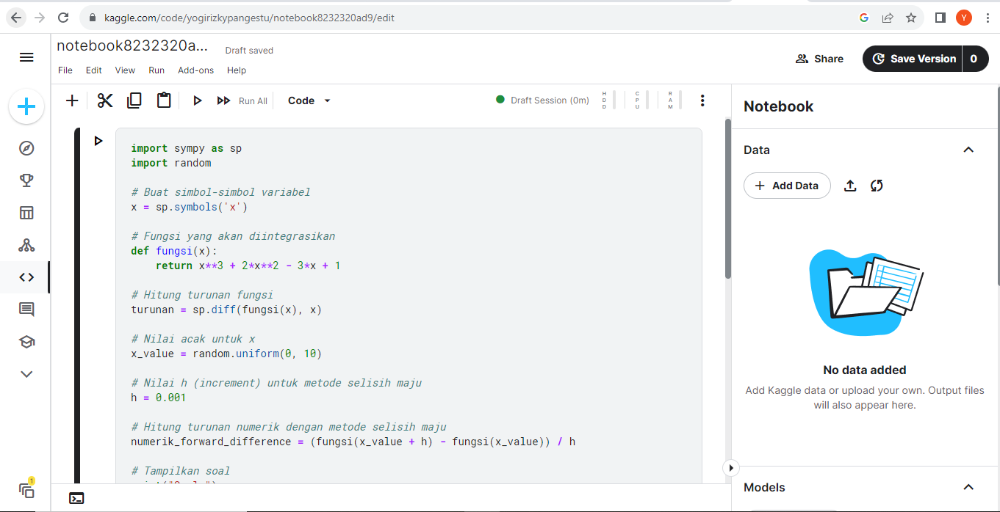 kaggle.com/code/yogirizkypangestu/notebook8232320ad9/edit
Y
notebook8232320a...
Draft saved
File Edit View Run Add-ons Help
Share
Save Version 0
Run All
Code
Draft Session (0m)
HDD
CPU
RAM
import sympy as sp
import random
# Buat simbol-simbol variabel
x = sp.symbols('x')
# Fungsi yang akan diintegrasikan
def fungsi(x):
    return x**3 + 2*x**2 - 3*x + 1
# Hitung turunan fungsi
turunan = sp.diff(fungsi(x), x)
# Nilai acak untuk x
x_value = random.uniform(0, 10)
# Nilai h (increment) untuk metode selisih maju
h = 0.001
# Hitung turunan numerik dengan metode selisih maju
numerik_forward_difference = (fungsi(x_value + h) - fungsi(x_value)) / h
# Tampilkan soal
Notebook
Data
+ Add Data
No data added
Add Kaggle data or upload your own. Output files
will also appear here.
Models
1